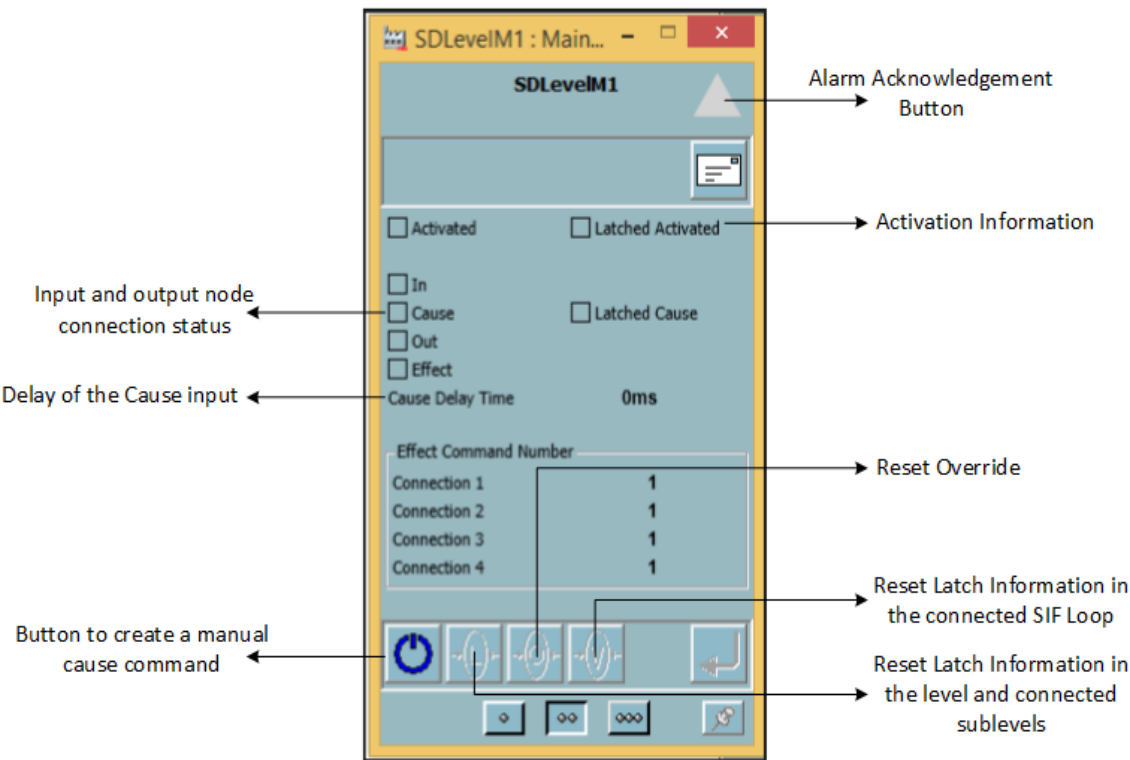 SDLevelM1 : Main...
SDLevelM1
Alarm Acknowledgement
Button
Activated
Latched Activated
Activation Information
In
Input and output node
connection status
Cause
Latched Cause
Out
Effect
Delay of the Cause input
Cause Delay Time
0ms
Effect Command Number
Reset Override
Connection 1
1
Connection 2
1
Connection 3
1
Connection 4
1
Reset Latch Information in
the connected SIF Loop
Button to create a manual
cause command
Reset Latch Information in
the level and connected
sublevels